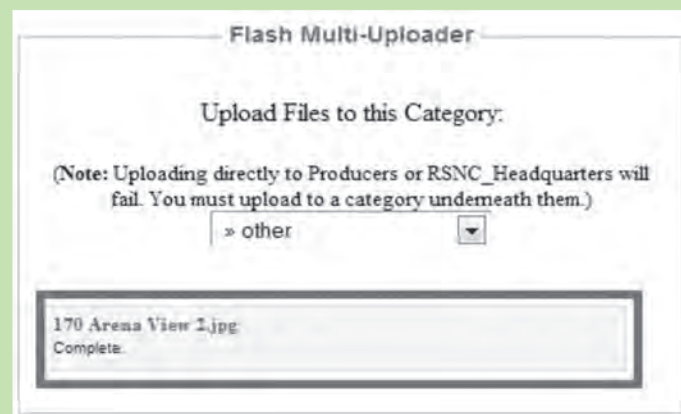 Flash Multi-Uploader
Upload Files to this Category:
(Note: Uploading directly to Producers or RSNC_Headquarters will
fail. You must upload to a category underneath them.)
» other
170 Arena View 2.jpg
Complete.